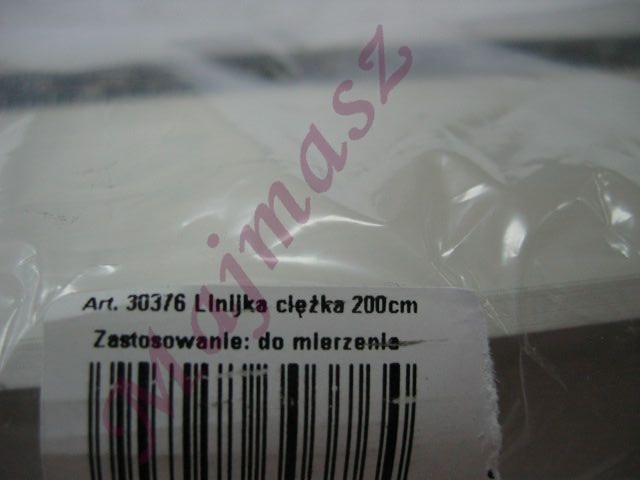 Majmasz
Art. 30376 Linijka ciężka 200cm
Zastosowanie: do mierzenia